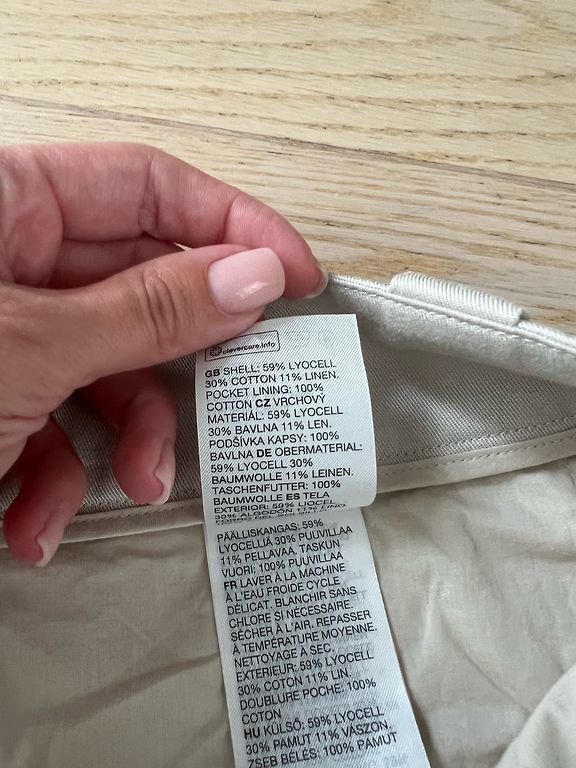 clevercare.info
GB SHELL: 59% LYOCELL
30% COTTON 11% LINEN.
POCKET LINING: 100%
COTTON CZ VRCHOVÝ
MATERIÁL: 59% LYOCELL
30% BAVLNA 11% LEN.
PODŠÍVKA KAPSY: 100%
BAVLNA DE OBERMATERIAL:
59% LYOCELL 30%
BAUMWOLLE 11% LEINEN.
TASCHENFUTTER: 100%
BAUMWOLLE ES TELA
EXTERIOR: 59% LIOCEL
30% ALGODÓN 11% LINO.
PÄÄLLISKANGAS: 59%
LYOCELLIA 30% PUUVILLAA
11% PELLAVAA. TASKUN
VUORI: 100% PUUVILLAA
FR LAVER À LA MACHINE
À L'EAU FROIDE CYCLE
DÉLICAT. BLANCHIR SANS
CHLORE SI NÉCESSAIRE.
SÉCHER À L'AIR. REPASSER
À TEMPÉRATURE MOYENNE.
NETTOYAGE À SEC.
EXTERIEUR: 59% LYOCELL
30% COTON 11% LIN.
DOUBLURE POCHE: 100%
COTON
HU KÜLSŐ: 59% LYOCELL
30% PAMUT 11% VÁSZON.
ZSEB BÉLÉS: 100% PAMUT